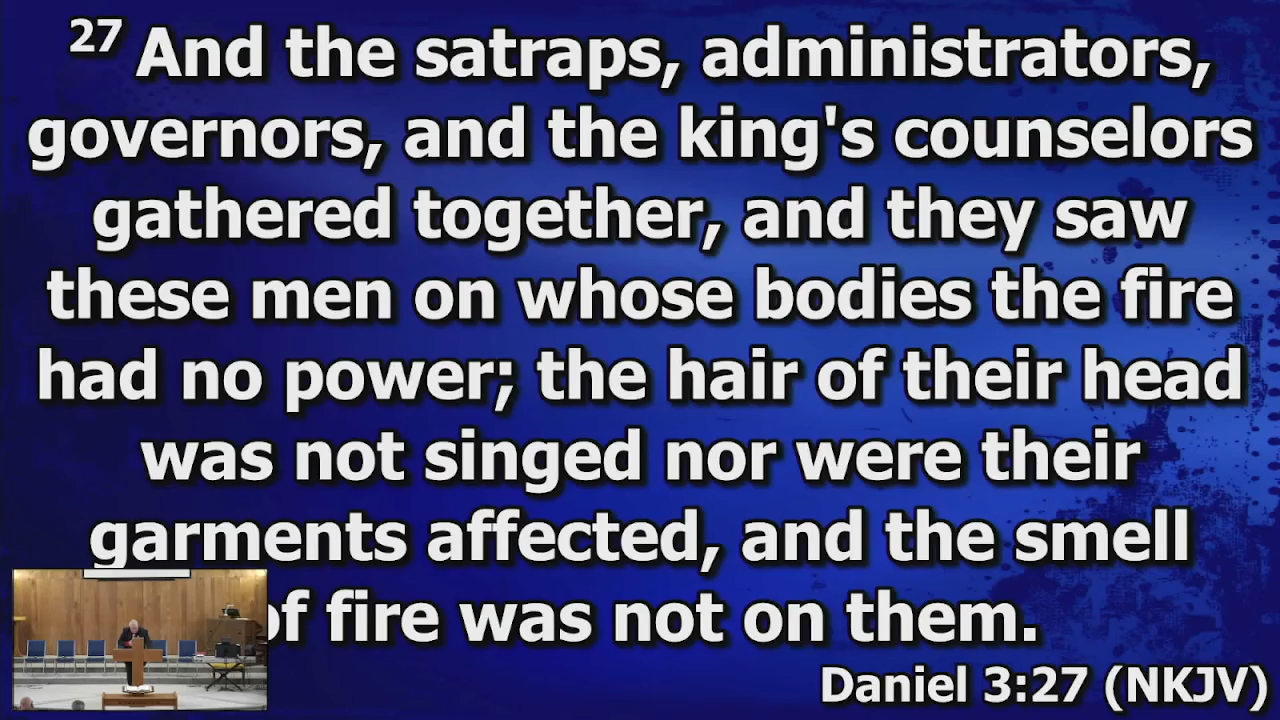 27 And the satraps, administrators,
governors, and the king's counselors
gathered together, and they saw
these men on whose bodies the fire
had no power; the hair of their head
was not singed nor were their
garments affected, and the smell
of fire was not on them.
Daniel 3:27 (NKJV)